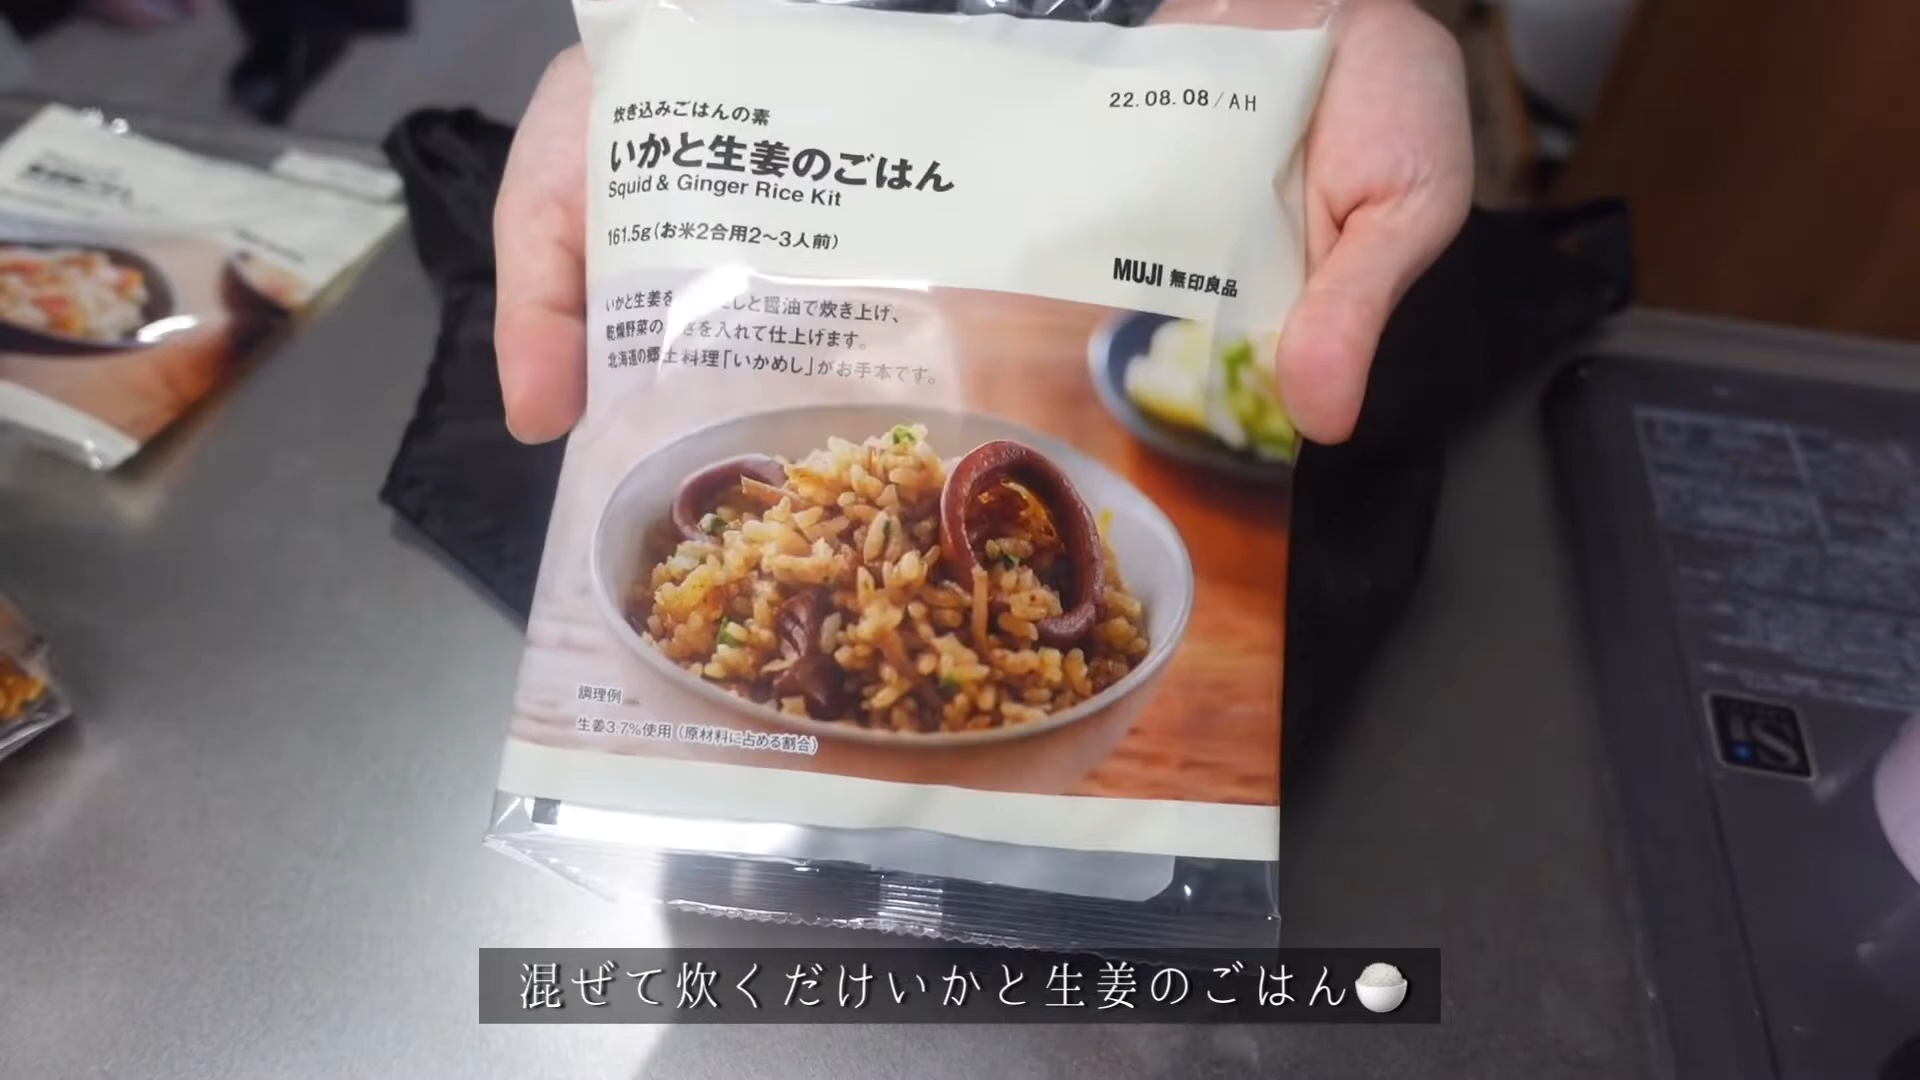 22.08.08/AH
炊き込みごはんの素
いかと生姜のごはん
Squid & Ginger Rice Kit
161.5g(お米2合用2〜3人前)
MUJI 無印良品
いかと生姜を だしと醤油で炊き上げ、
乾燥野菜の ぎを入れて仕上げます。
北海道の郷土料理「いかめし」がお手本です。
調理例
生姜3.7%使用(原材料に占める割合)
混ぜて炊くだけいかと生姜のごはん🍚